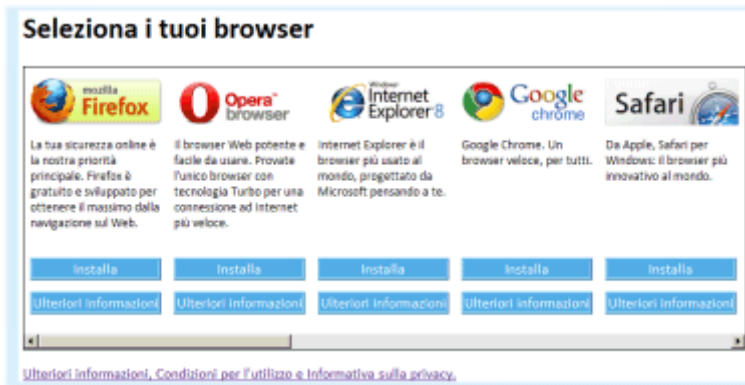 Seleziona i tuoi browser
mozilla
Firefox
La tua sicurezza online è
la nostra priorità
principale. Firefox è
gratuito e sviluppato per
ottenere il massimo dalla
navigazione sul Web.
Installa
Ulteriori informazioni
Opera
browser
Il browser Web potente e
facile da usare. Provate
l'unico browser con
tecnologia Turbo per una
connessione ad Internet
più veloce.
Installa
Ulteriori informazioni
Windows
Internet
Explorer 8
Internet Explorer è il
browser più usato al
mondo, progettato da
Microsoft pensando a te.
Installa
Ulteriori informazioni
Google
chrome
Google Chrome. Un
browser veloce, per tutti.
Installa
Ulteriori informazioni
Safari
Da Apple, Safari per
Windows: il browser più
innovativo al mondo.
Installa
Ulteriori informazioni
Ulteriori informazioni, Condizioni per l'utilizzo e Informativa sulla privacy.